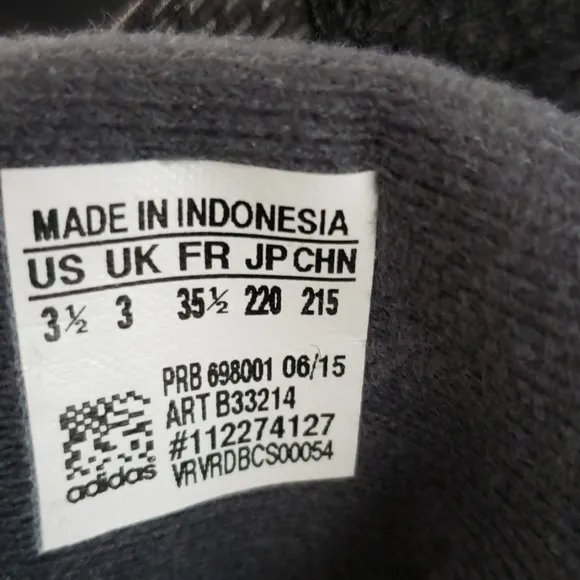 MADE IN INDONESIA
US UK FR JP CHN
3½ 3 35½ 220 215
PRB 698001 06/15
ART B33214
#112274127
VRVRDBCS00054
adidas